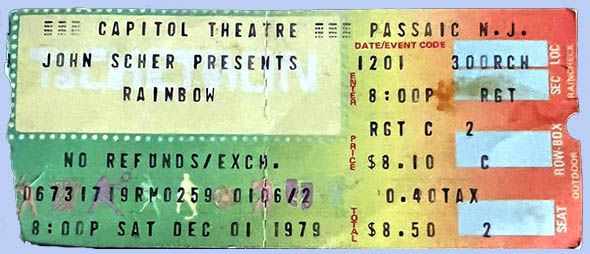 CAPITOL THEATRE PASSAIC N.J.
DATE/EVENT CODE
JOHN SCHER PRESENTS 1201 300RCH
RAINBOW ENTER 8:00P RGT
SEC LOC
RAINCHECK
RGT C 2
NO REFUNDS/EXCH. PRICE $8.10 C
ROW-BOX
OUTDOOR
06731719RM0259 0106/2 0.40TAX
8:00P SAT DEC 01 1979 TOTAL $8.50 2
SEAT